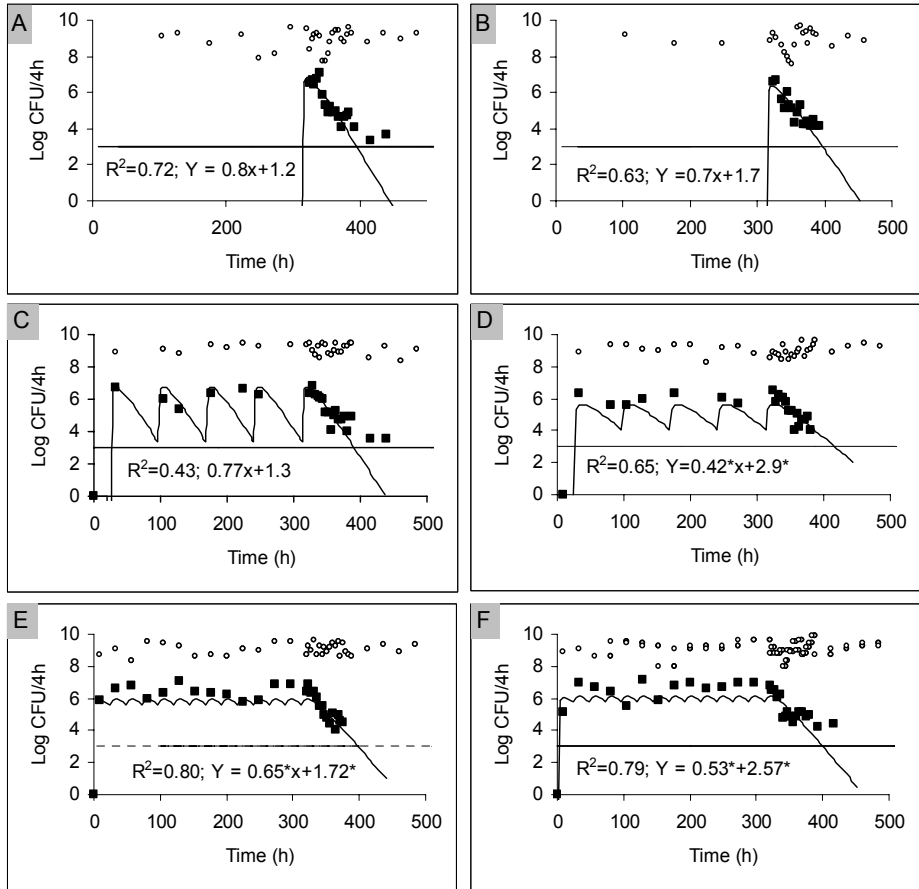 A
Log CFU/4h
10
8
6
4
2
0
R²=0.72; Y = 0.8x+1.2
0 200 400
Time (h)
B
Log CFU/4h
10
8
6
4
2
0
R²=0.63; Y =0.7x+1.7
0 100 200 300 400 500
Time (h)
C
Log CFU/4h
10
8
6
4
2
0
R²=0.43; 0.77x+1.3
0 100 200 300 400 500
Time (h)
D
Log CFU/4h
10
8
6
4
2
0
R²=0.65; Y=0.42*x+2.9*
0 100 200 300 400 500
Time (h)
E
Log CFU/4h
10
8
6
4
2
0
R²=0.80; Y = 0.65*x+1.72*
0 100 200 300 400 500
Time (h)
F
Log CFU/4h
10
8
6
4
2
0
R²=0.79; Y = 0.53*+2.57*
0 100 200 300 400 500
Time (h)